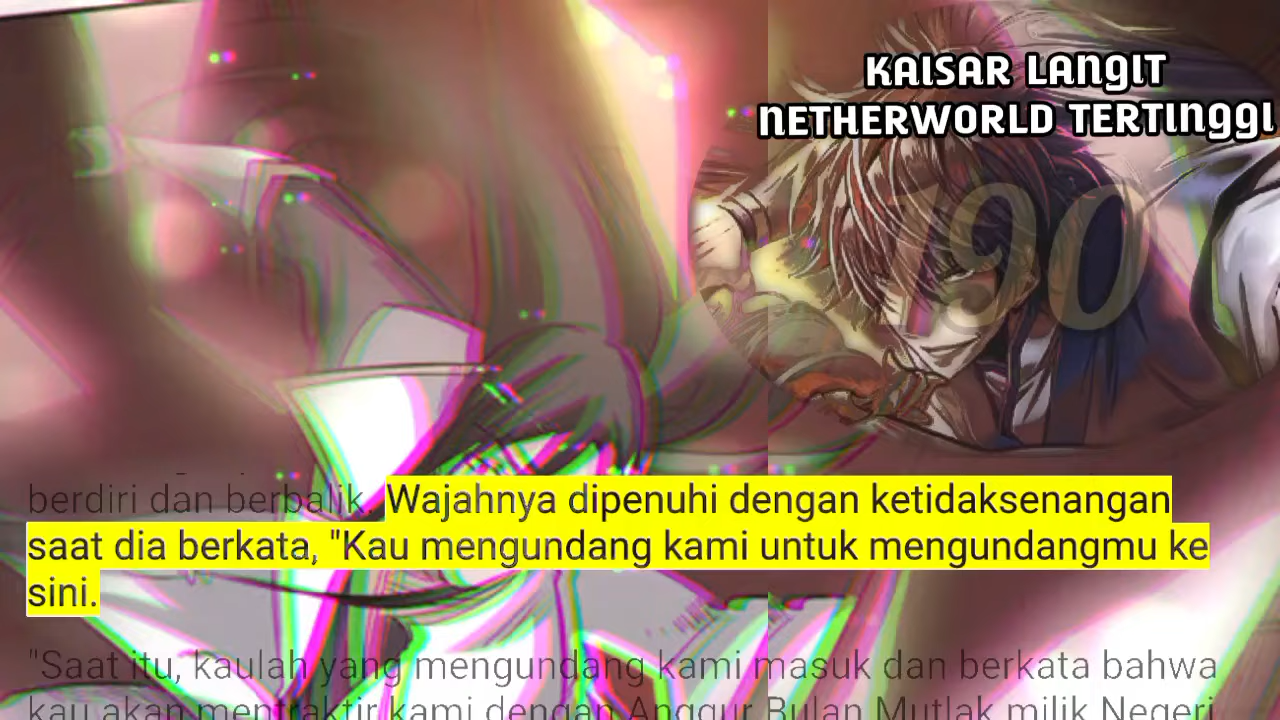 KAISAR LANGIT
NETHERWORLD TERTINGGI
190
berdiri dan berbalik. Wajahnya dipenuhi dengan ketidaksenangan
saat dia berkata, "Kau mengundang kami untuk mengundangmu ke
sini.
"Saat itu, kaulah yang mengundang kami masuk dan berkata bahwa
kau akan mentraktir kami dengan Anggur Bulan Mutlak milik Negeri